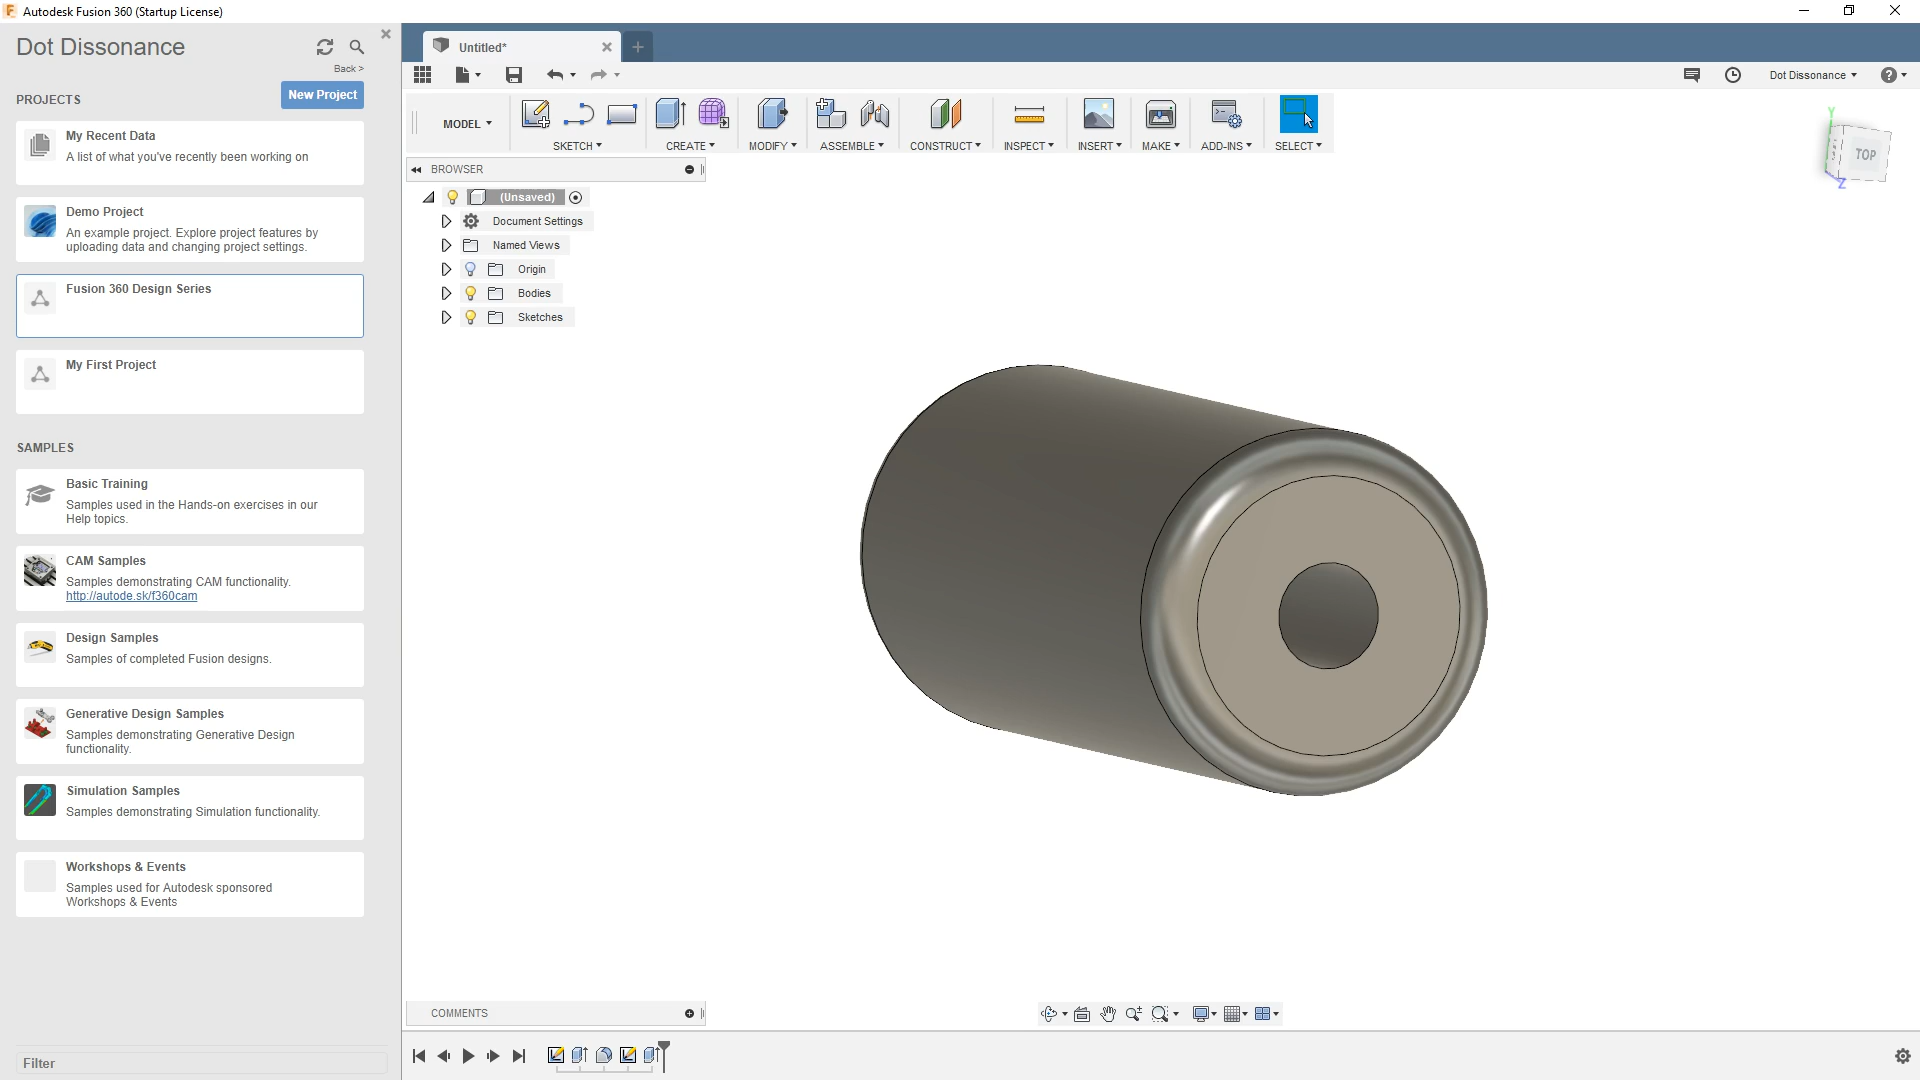 Autodesk Fusion 360 (Startup License)
Dot Dissonance
Back >
PROJECTS
New Project
My Recent Data
A list of what you've recently been working on
Demo Project
An example project. Explore project features by
uploading data and changing project settings.
Fusion 360 Design Series
My First Project
SAMPLES
Basic Training
Samples used in the Hands-on exercises in our
Help topics.
CAM Samples
Samples demonstrating CAM functionality.
http://autode.sk/f360cam
Design Samples
Samples of completed Fusion designs.
Generative Design Samples
Samples demonstrating Generative Design
functionality.
Simulation Samples
Samples demonstrating Simulation functionality.
Workshops & Events
Samples used for Autodesk sponsored
Workshops & Events
Filter
Untitled*
Dot Dissonance
MODEL
SKETCH
CREATE
MODIFY
ASSEMBLE
CONSTRUCT
INSPECT
INSERT
MAKE
ADD-INS
SELECT
BROWSER
(Unsaved)
Document Settings
Named Views
Origin
Bodies
Sketches
Y
TOP
Z
COMMENTS